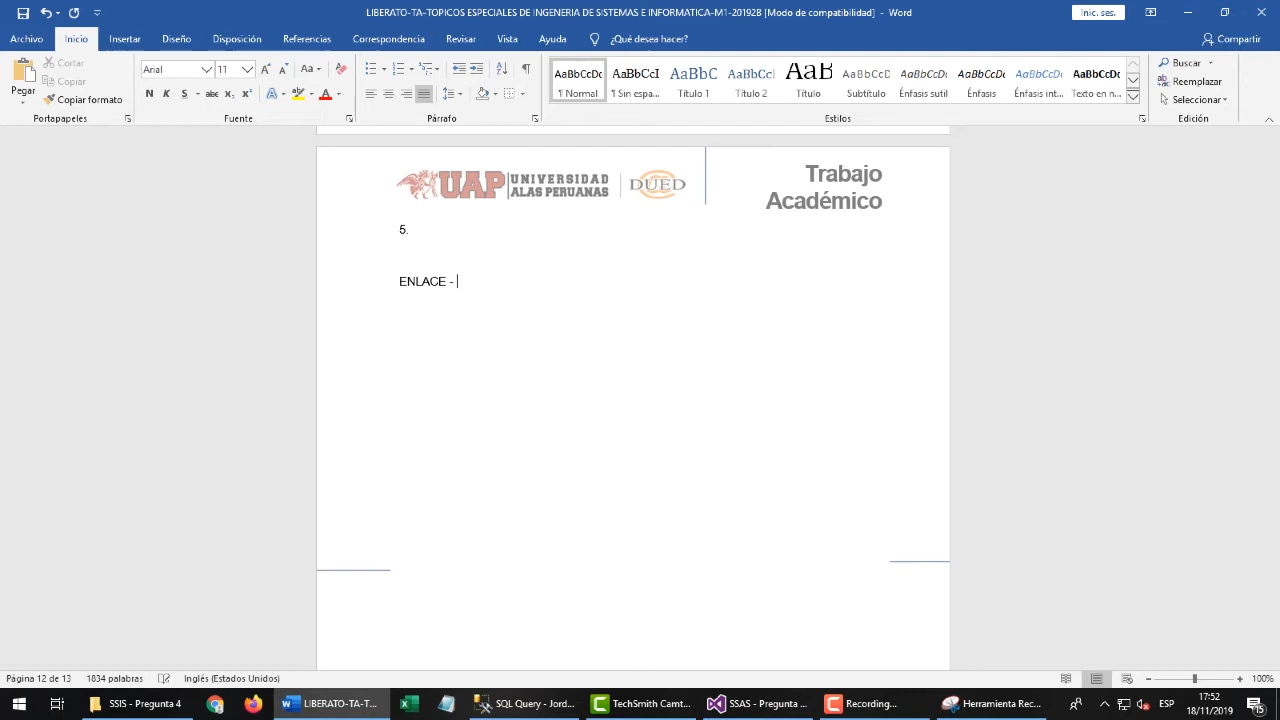 LIBERATO-TA-TOPICOS ESPECIALES DE INGENERIA DE SISTEMAS E INFORMATICA-M1-20192B [Modo de compatibilidad] - Word
Inic. ses.
Archivo Inicio Insertar Diseño Disposición Referencias Correspondencia Revisar Vista Ayuda ¿Qué desea hacer? Compartir
Pegar
Cortar
Copiar
Copiar formato
Portapapeles
Arial 11
Fuente
Párrafo
AaBbCcDc AaBbCcI AaBbC AaBbCcI AaB AaBbCcD AaBbCcDc AaBbCcDc AaBbCcDc AaBbCcDc
¶ Normal ¶ Sin espa... Título 1 Título 2 Título Subtítulo Énfasis sutil Énfasis Énfasis int... Texto en n...
Estilos
Buscar
Reemplazar
Seleccionar
Edición
UAP UNIVERSIDAD ALAS PERUANAS DUED
Trabajo
Académico
5.
ENLACE -
Página 12 de 13 1834 palabras Inglés (Estados Unidos) 100%
SSIS - Pregunta 4 LIBERATO-TA-T... SQL Query - Jord... TechSmith Camt... SSAS - Pregunta ... Recording... Herramienta Rec... ESP 17:52
18/11/2019 15